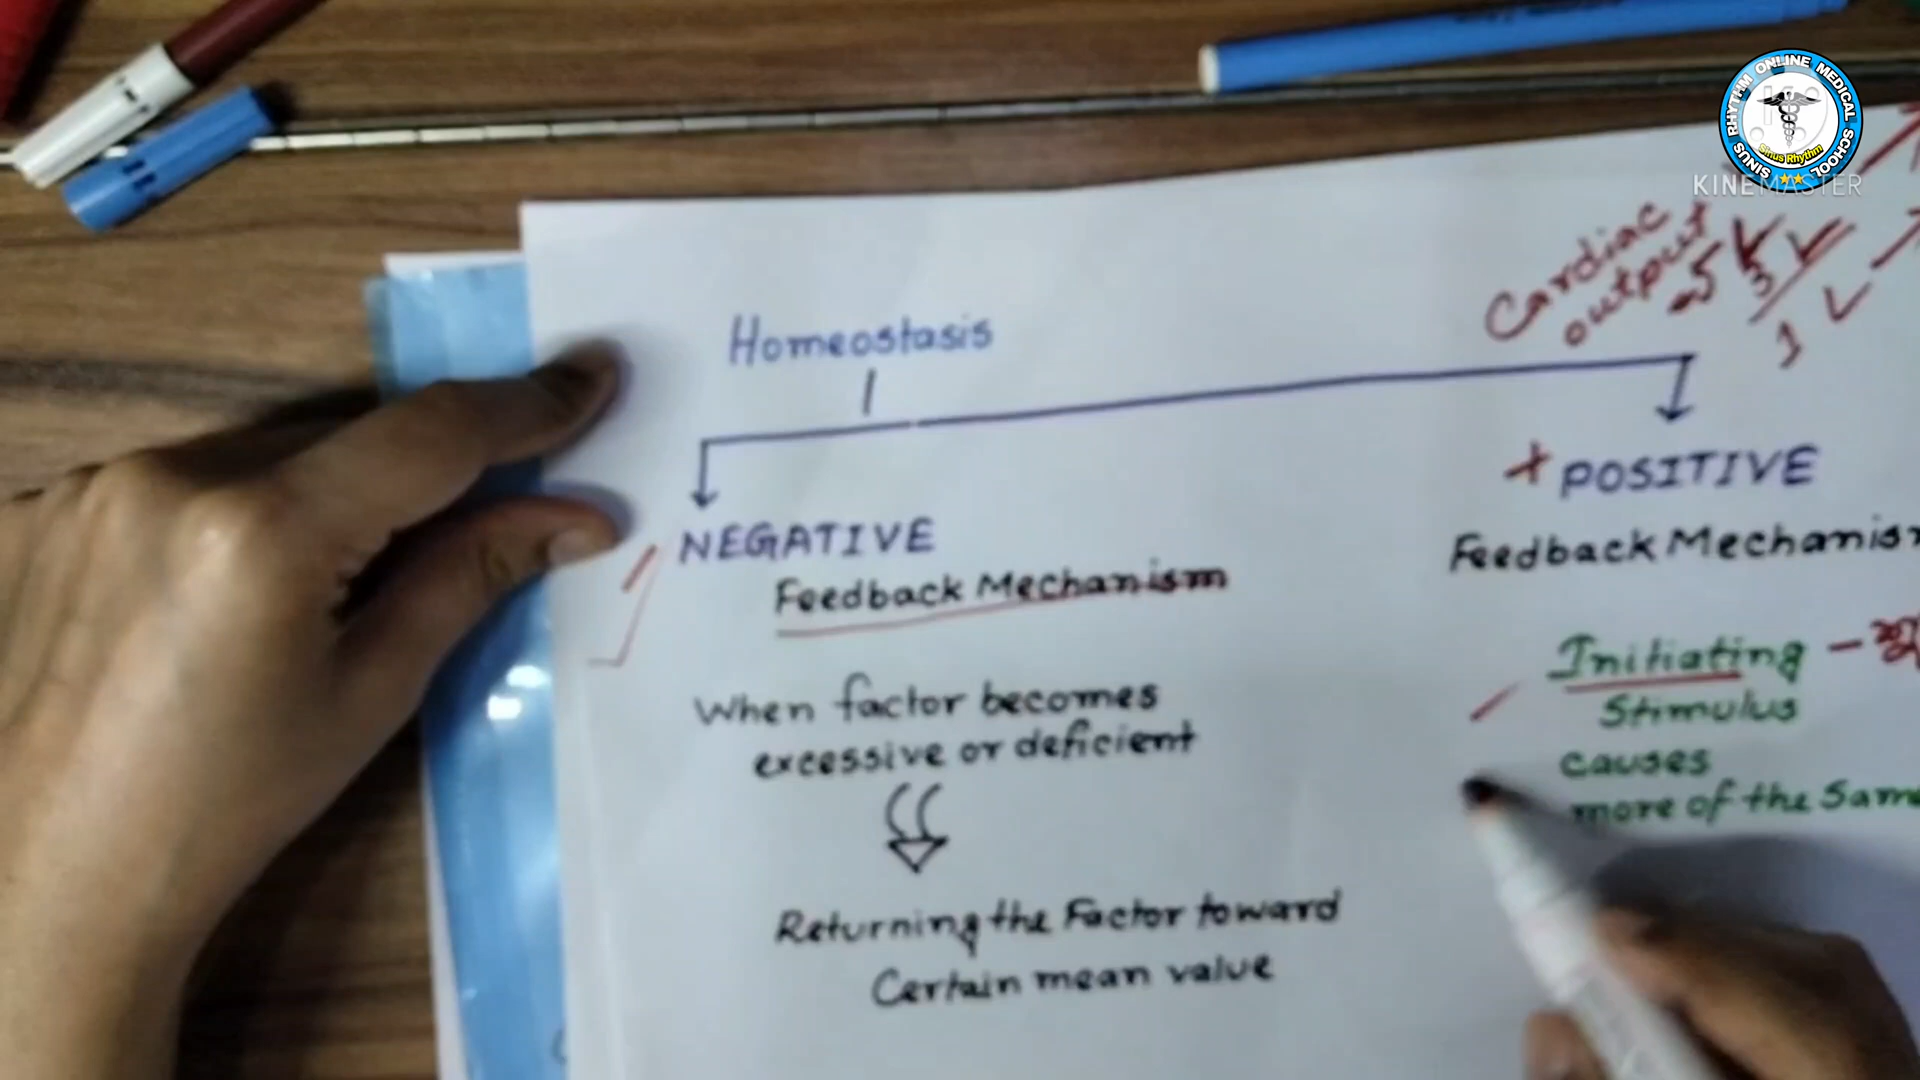 SINUS RHYTHM ONLINE MEDICAL SCHOOL
Sinus Rhythm
KINEMASTER
Cardiac
output
5
3
1
Homeostasis
NEGATIVE
Feedback Mechanism
When factor becomes
excessive or deficient
Returning the Factor toward
Certain mean value
+ POSITIVE
Feedback Mechanism
Initiating -
Stimulus
causes
more of the Same